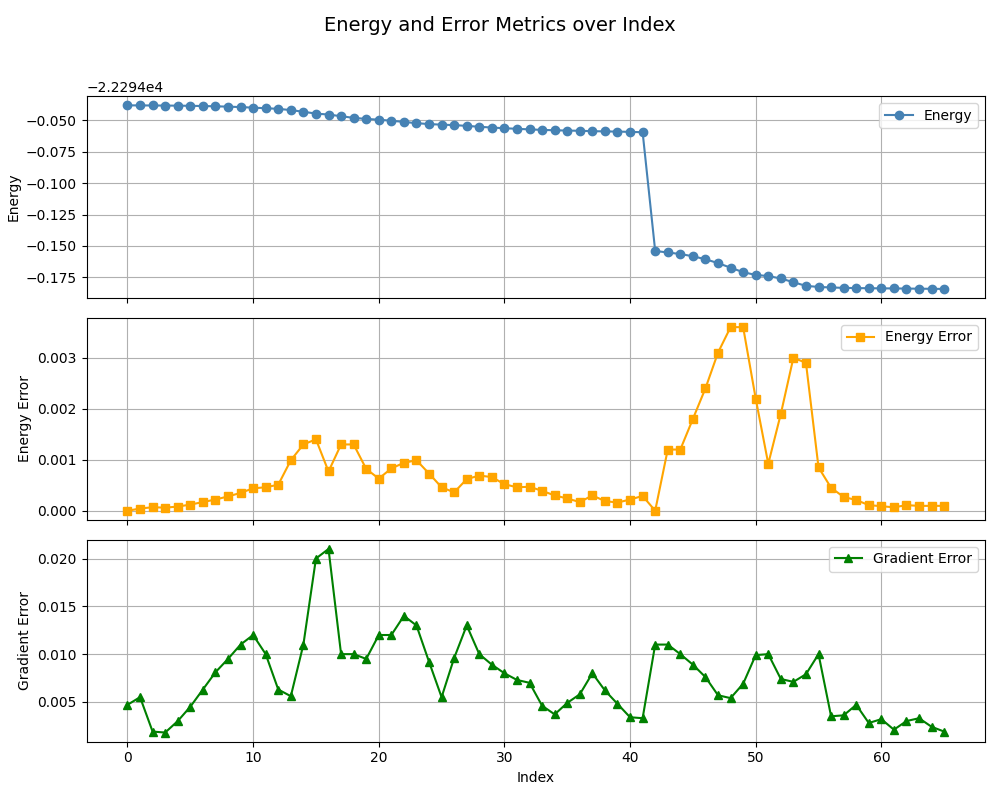 Energy and Error Metrics over Index
−2.2294e4
−0.050
−0.075
−0.100
−0.125
−0.150
−0.175
Energy
Energy
0.003
0.002
0.001
0.000
Energy Error
Energy Error
0.020
0.015
0.010
0.005
Gradient Error
Gradient Error
0 10 20 30 40 50 60
Index